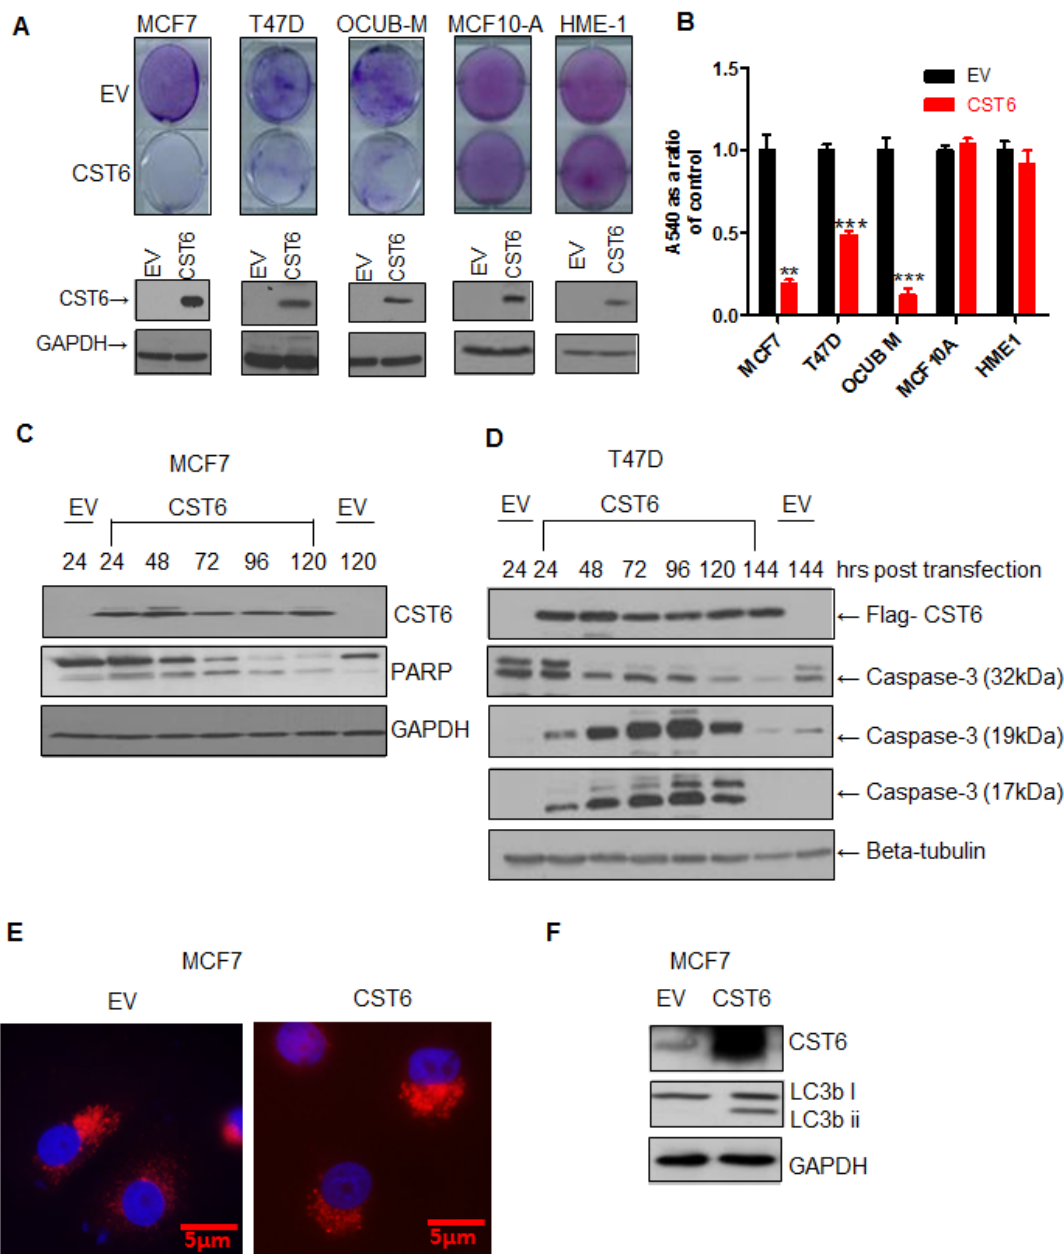 A
MCF7 T47D OCUB-M MCF10-A HME-1
EV
CST6
EV CST6 EV CST6 EV CST6 EV CST6 EV CST6
CST6→
GAPDH→
B
EV
CST6
A540 as a ratio
of control
1.5
1.0
0.5
0.0
** *** ***
MCF7 T47D OCUB M MCF10A HME1
C
MCF7
EV CST6 EV
24 24 48 72 96 120 120
CST6
PARP
GAPDH
D
T47D
EV CST6 EV
24 24 48 72 96 120 144 144 hrs post transfection
← Flag- CST6
← Caspase-3 (32kDa)
← Caspase-3 (19kDa)
← Caspase-3 (17kDa)
← Beta-tubulin
E
MCF7
EV CST6
5μm 5μm
F
MCF7
EV CST6
CST6
LC3b I
LC3b ii
GAPDH